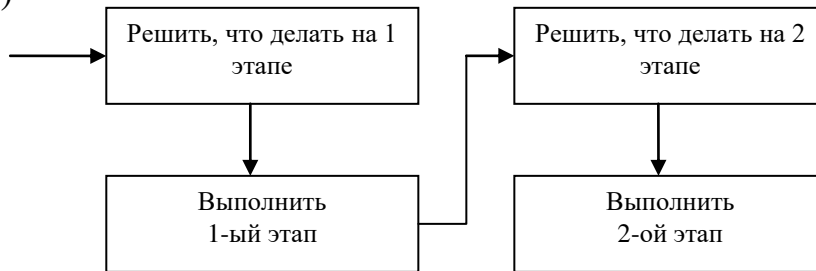 )
Решить, что делать на 1
этапе
Решить, что делать на 2
этапе
Выполнить
1-ый этап
Выполнить
2-ой этап